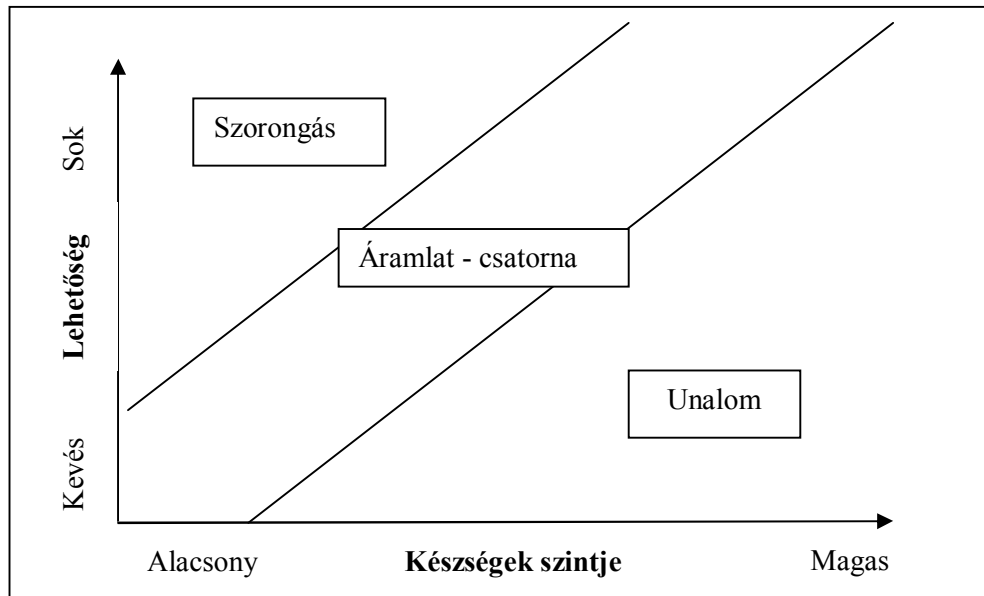 Szorongás
Sok
Áramlat - csatorna
Lehetőség
Unalom
Kevés
Alacsony
Készségek szintje
Magas